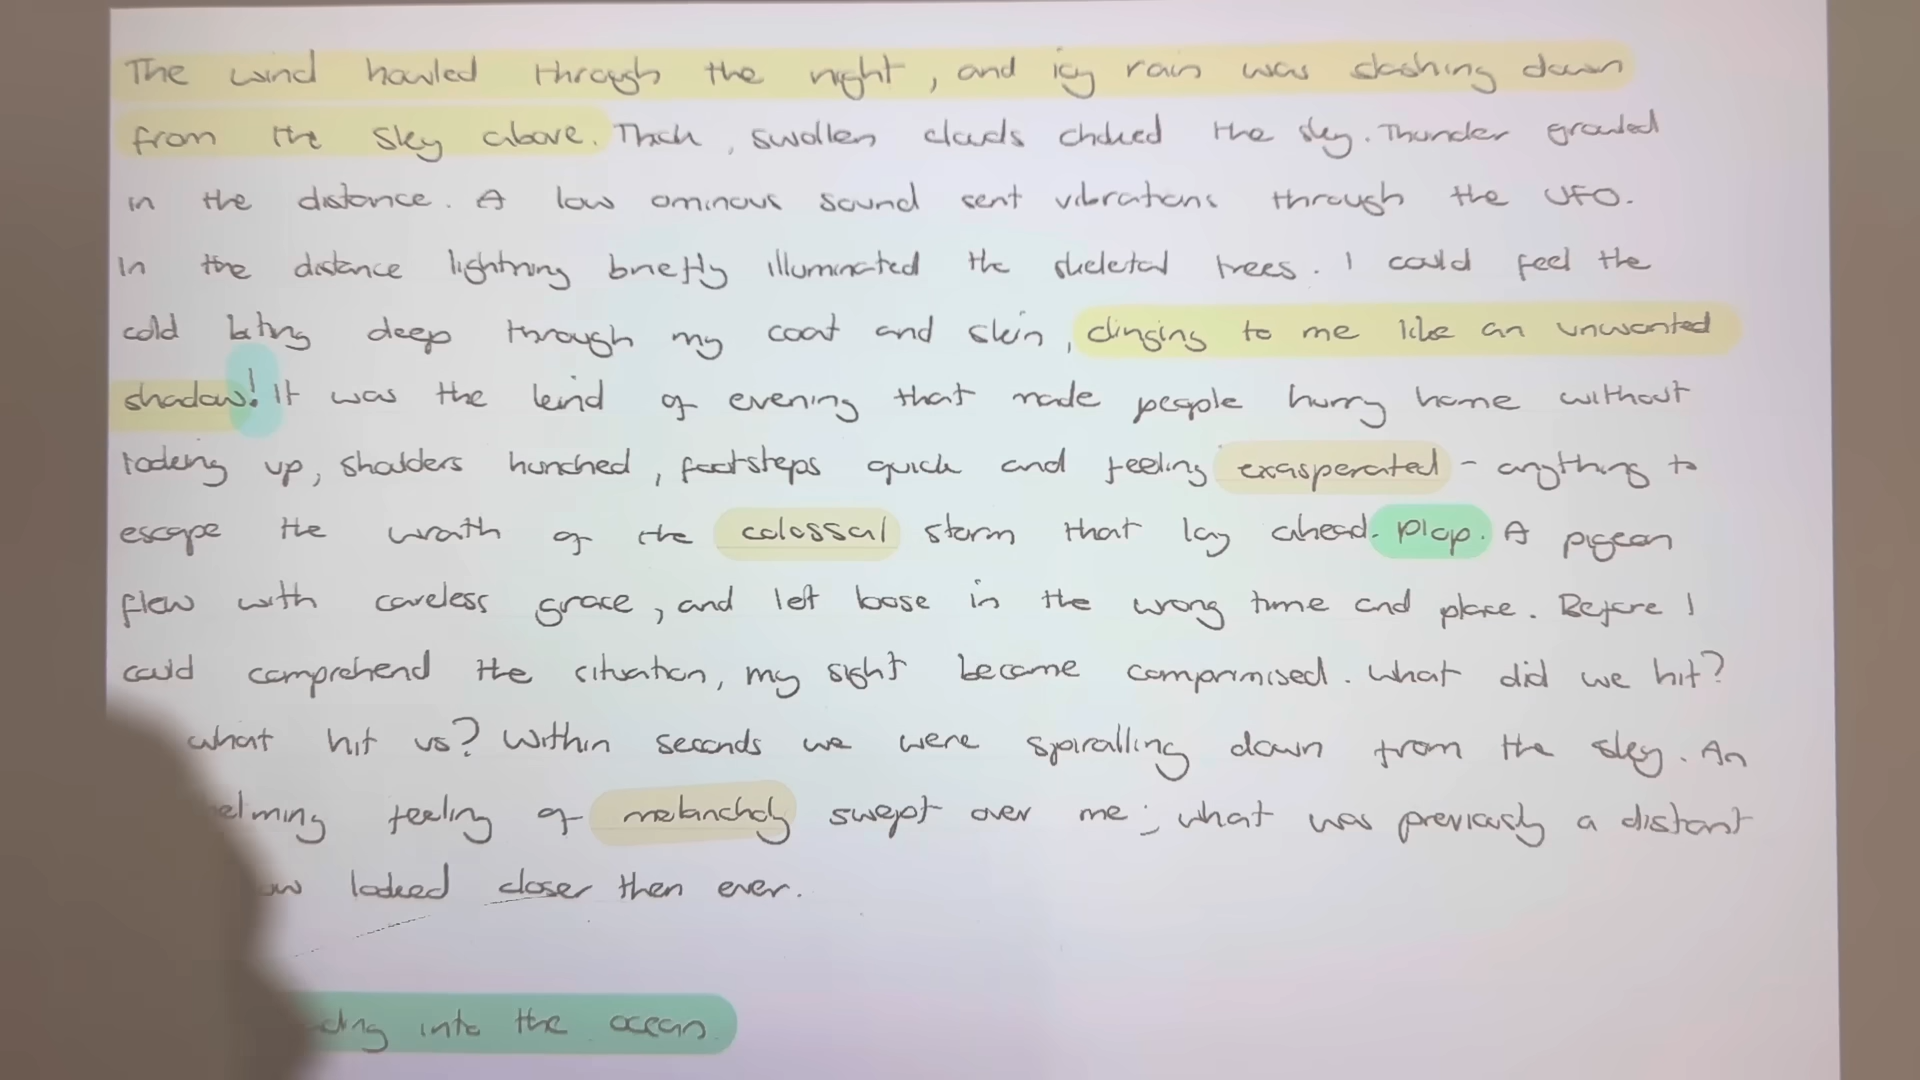 The wind howled through the night, and icy rain was dashing down
from the sky above. Thick, swollen clouds choked the sky. Thunder growled
in the distance. A low ominous sound sent vibrations through the UFO.
In the distance lightning briefly illuminated the skeletal trees. I could feel the
cold biting deep through my coat and skin, clinging to me like an unwanted
shadow! It was the kind of evening that made people hurry home without
looking up, shoulders hunched, footsteps quick and feeling exasperated - anything to
escape the wrath of the colossal storm that lay ahead. Plop. A pigeon
flew with careless grace, and let loose in the wrong time and place. Before I
could comprehend the situation, my sight became comprimised. What did we hit?
what hit us? Within seconds we were spiralling down from the sky. An
elming feeling of melancholy swept over me; what was previously a distant
ow looked closer then ever.
ding into the ocean.